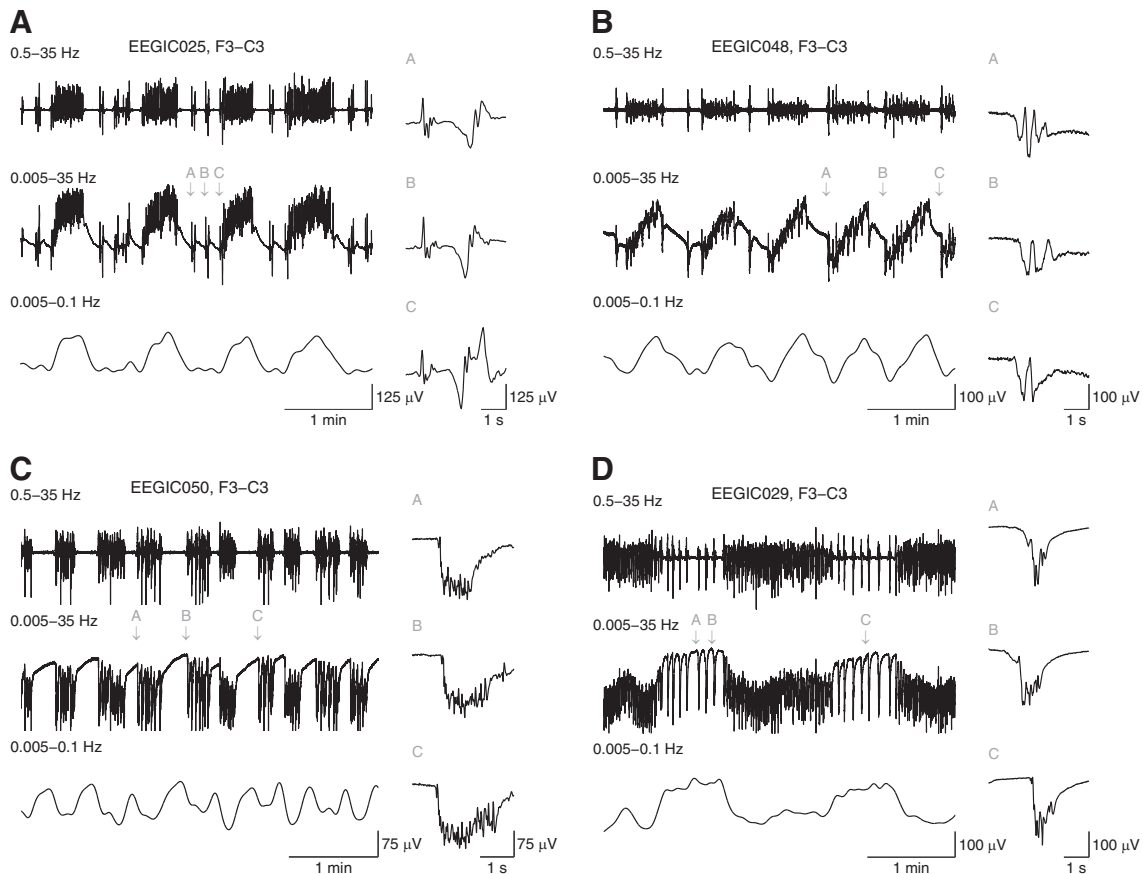 A
EEGIC025, F3–C3
0.5–35 Hz
A
0.005–35 Hz
A B C
B
0.005–0.1 Hz
C
125 µV
1 min
125 µV
1 s
B
EEGIC048, F3–C3
0.5–35 Hz
A
0.005–35 Hz
A B C
B
0.005–0.1 Hz
C
100 µV
1 min
100 µV
1 s
C
EEGIC050, F3–C3
0.5–35 Hz
A
0.005–35 Hz
A B C
B
0.005–0.1 Hz
C
75 µV
1 min
75 µV
1 s
D
EEGIC029, F3–C3
0.5–35 Hz
A
0.005–35 Hz
A B C
B
0.005–0.1 Hz
C
100 µV
1 min
100 µV
1 s